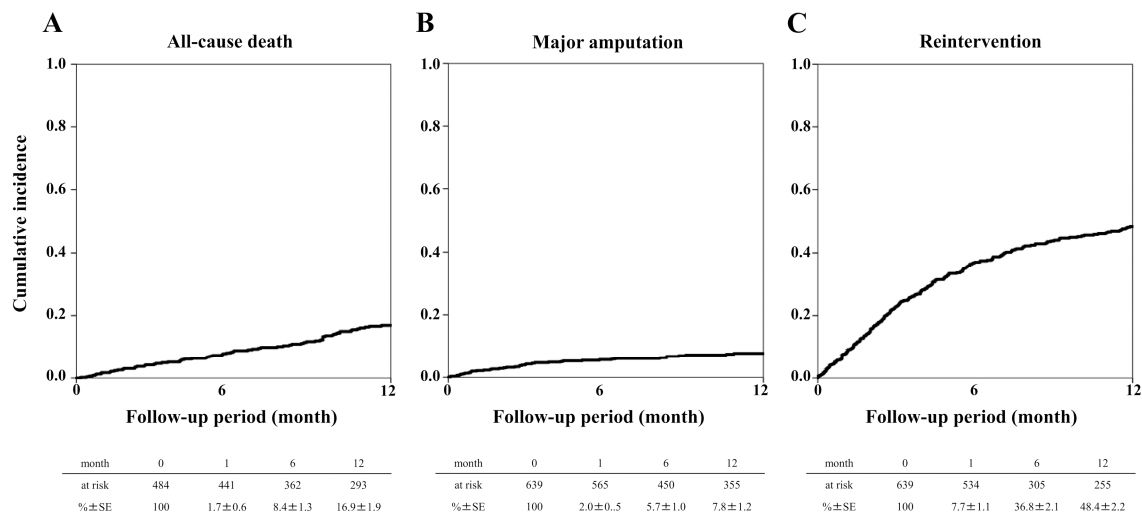 A
All-cause death
Cumulative incidence
1.0
0.8
0.6
0.4
0.2
0.0
0 6 12
Follow-up period (month)
month 0 1 6 12
at risk 484 441 362 293
%±SE 100 1.7±0.6 8.4±1.3 16.9±1.9
B
Major amputation
1.0
0.8
0.6
0.4
0.2
0.0
0 6 12
Follow-up period (month)
month 0 1 6 12
at risk 639 565 450 355
%±SE 100 2.0±0..5 5.7±1.0 7.8±1.2
C
Reintervention
1.0
0.8
0.6
0.4
0.2
0.0
0 6 12
Follow-up period (month)
month 0 1 6 12
at risk 639 534 305 255
%±SE 100 7.7±1.1 36.8±2.1 48.4±2.2